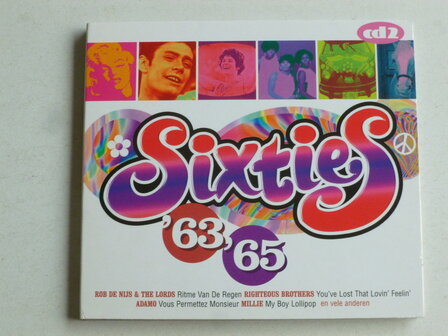 cd2
Sixties
'63,'65
ROB DE NIJS & THE LORDS Ritme Van De Regen RIGHTEOUS BROTHERS You've Lost That Lovin' Feelin'
ADAMO Vous Permettez Monsieur MILLIE My Boy Lollipop en vele anderen